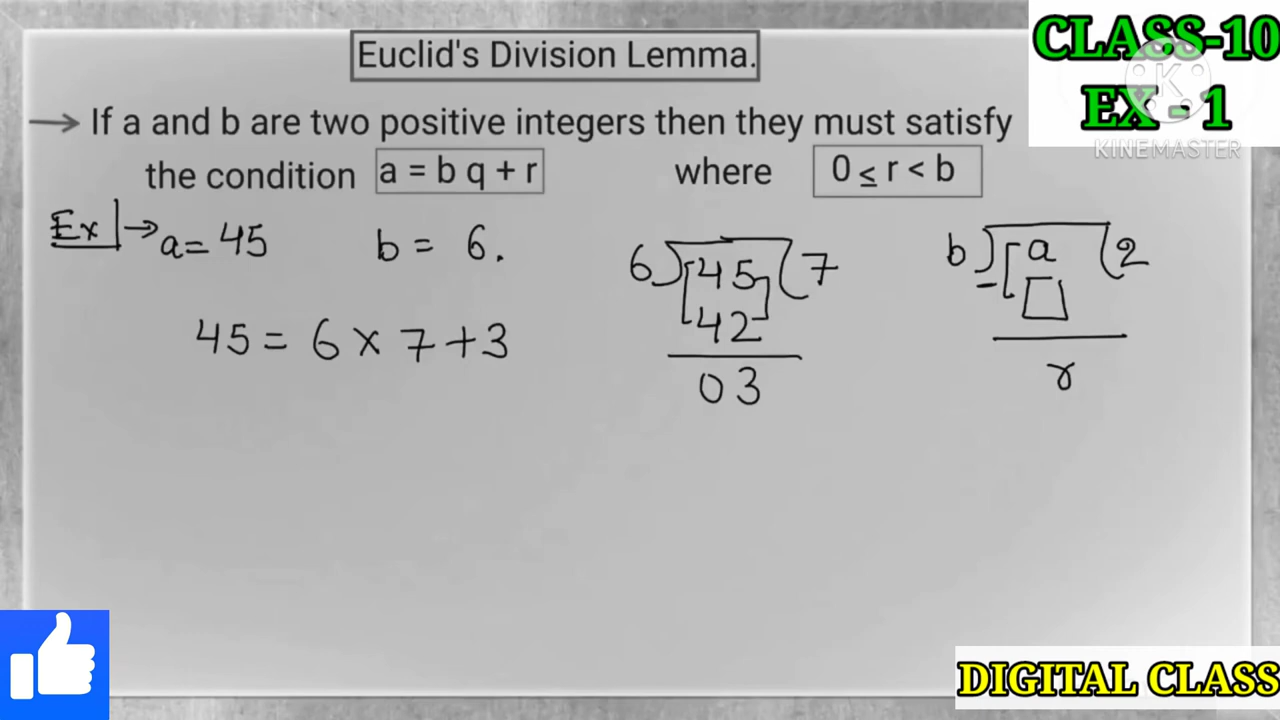 Euclid's Division Lemma.
CLASS-10
EX - 1
KINEMASTER
→ If a and b are two positive integers then they must satisfy
the condition a = b q + r where 0 ≤ r < b
Ex → a = 45 b = 6.
45 = 6 × 7 + 3
6 ) 45 ( 7
42
03
b ) a ( 2
-
r
DIGITAL CLASS